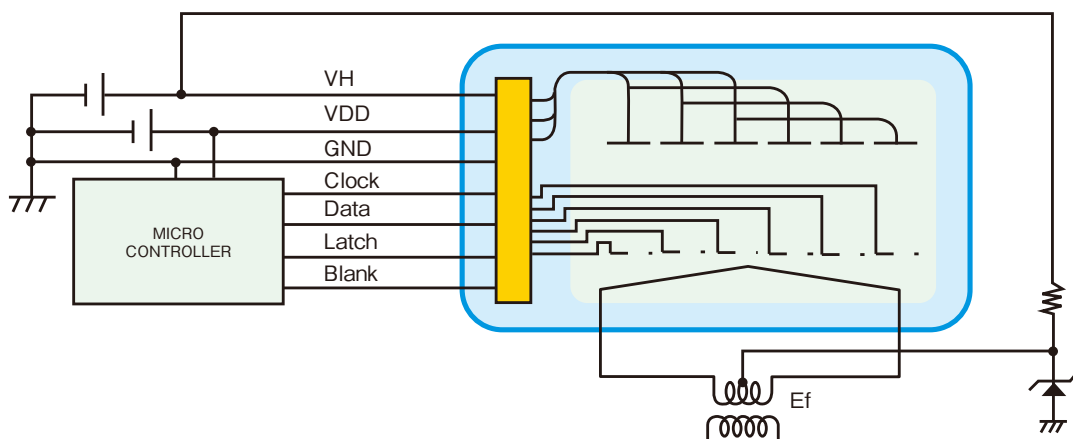 VH
VDD
GND
Clock
Data
Latch
Blank
MICRO
CONTROLLER
Ef